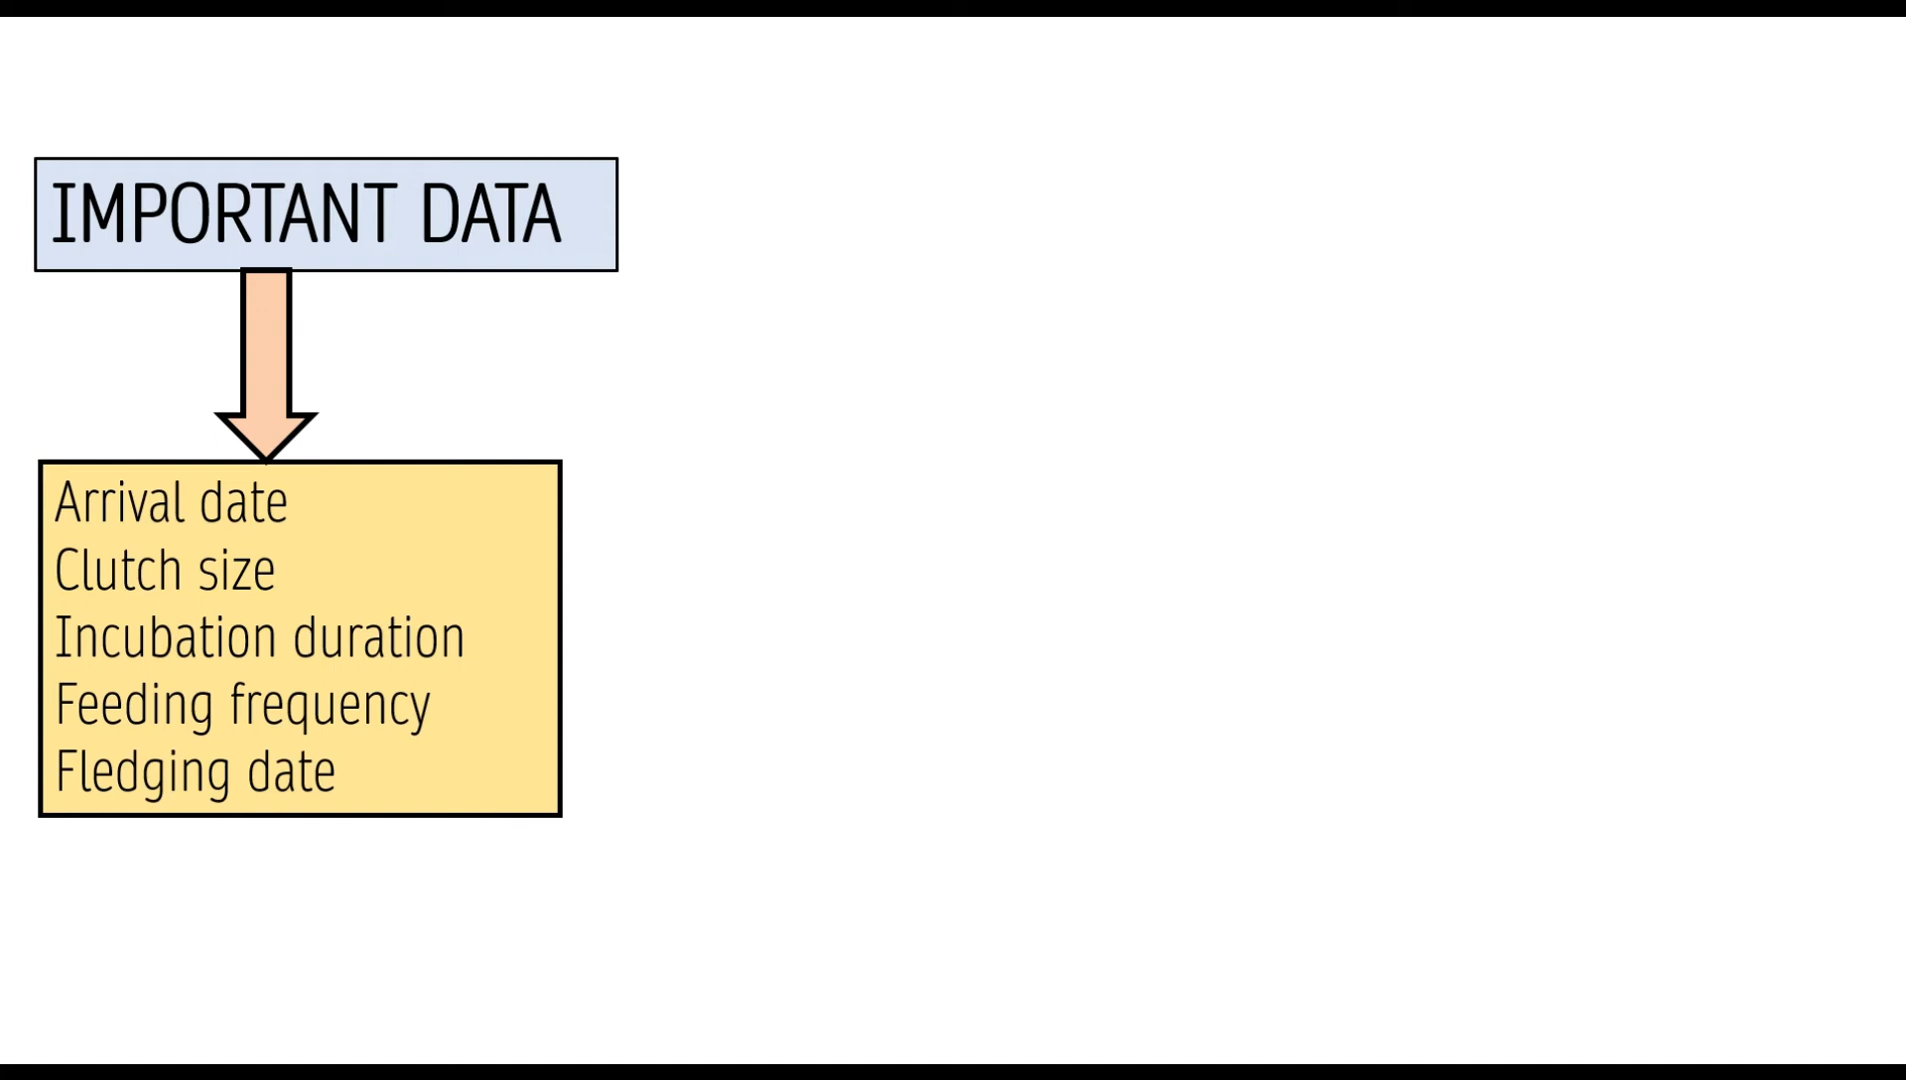 IMPORTANT DATA
Arrival date
Clutch size
Incubation duration
Feeding frequency
Fledging date